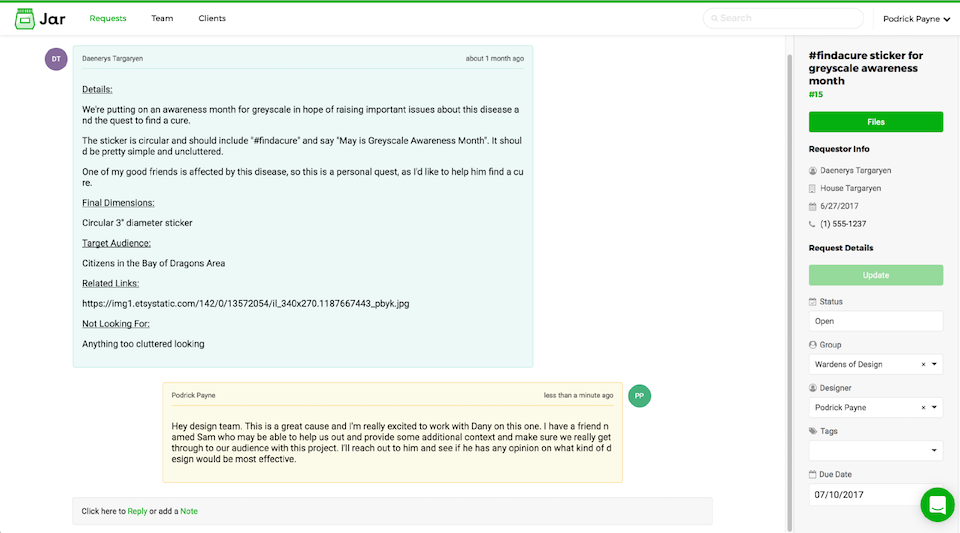 Jar
Requests
Team
Clients
Search
Podrick Payne
DT
Daenerys Targaryen
about 1 month ago
Details:
We're putting on an awareness month for greyscale in hope of raising important issues about this disease a
nd the quest to find a cure.
The sticker is circular and should include "#findacure" and say "May is Greyscale Awareness Month". It shoul
d be pretty simple and uncluttered.
One of my good friends is affected by this disease, so this is a personal quest, as I'd like to help him find a cu
re.
Final Dimensions:
Circular 3" diameter sticker
Target Audience:
Citizens in the Bay of Dragons Area
Related Links:
https://img1.etsystatic.com/142/0/13572054/il_340x270.1187667443_pbyk.jpg
Not Looking For:
Anything too cluttered looking
Podrick Payne
less than a minute ago
PP
Hey design team. This is a great cause and I'm really excited to work with Dany on this one. I have a friend n
amed Sam who may be able to help us out and provide some additional context and make sure we really get
through to our audience with this project. I'll reach out to him and see if he has any opinion on what kind of d
esign would be most effective.
Click here to Reply or add a Note
#findacure sticker for
greyscale awareness
month
#15
Files
Requestor Info
Daenerys Targaryen
House Targaryen
6/27/2017
(1) 555-1237
Request Details
Update
Status
Open
Group
Wardens of Design
Designer
Podrick Payne
Tags
Due Date
07/10/2017